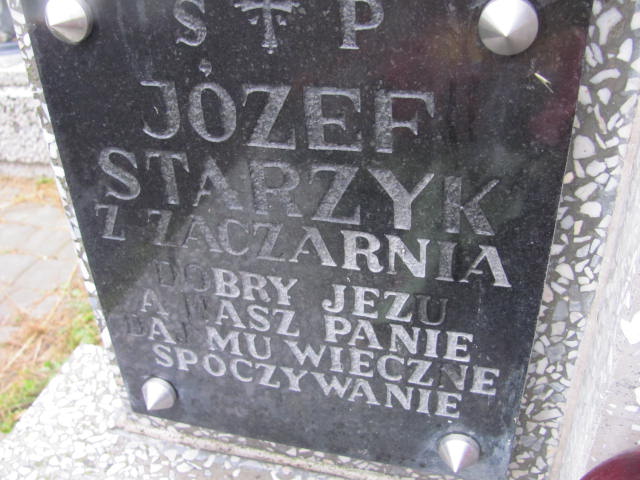 S P
JÓZEF
STARZYK
Z ZACZARNIA
DOBRY JEZU
A NASZ PANIE
DAJ MU WIECZNE
SPOCZYWANIE